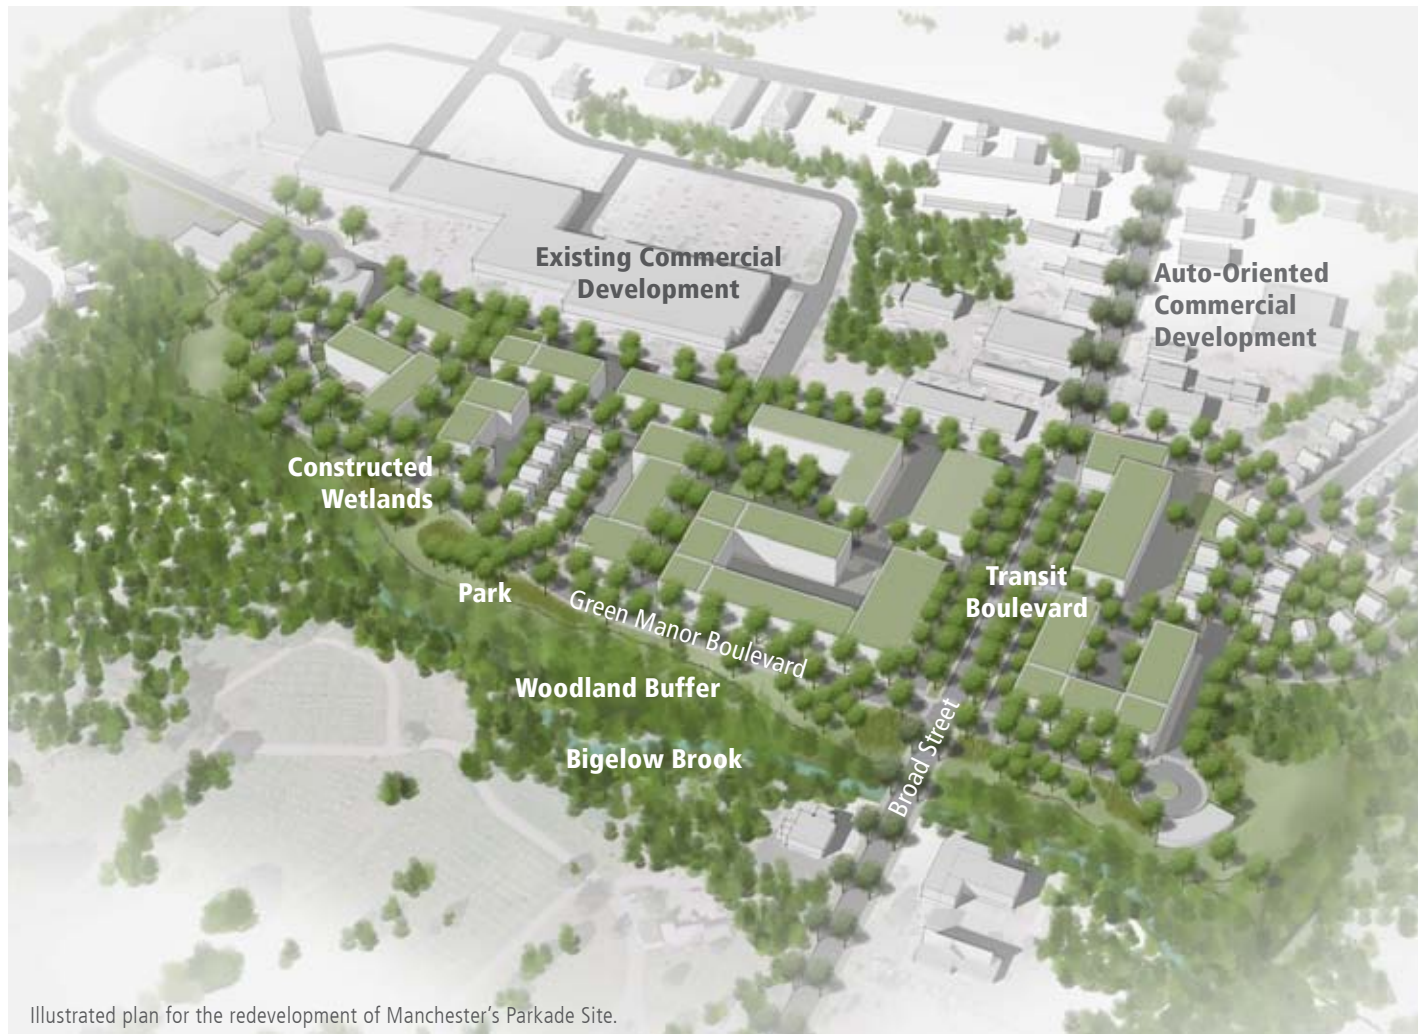 Existing Commercial
Development
Auto-Oriented
Commercial
Development
Constructed
Wetlands
Transit
Boulevard
Park
Green Manor Boulevard
Woodland Buffer
Broad Street
Bigelow Brook
Illustrated plan for the redevelopment of Manchester's Parkade Site.